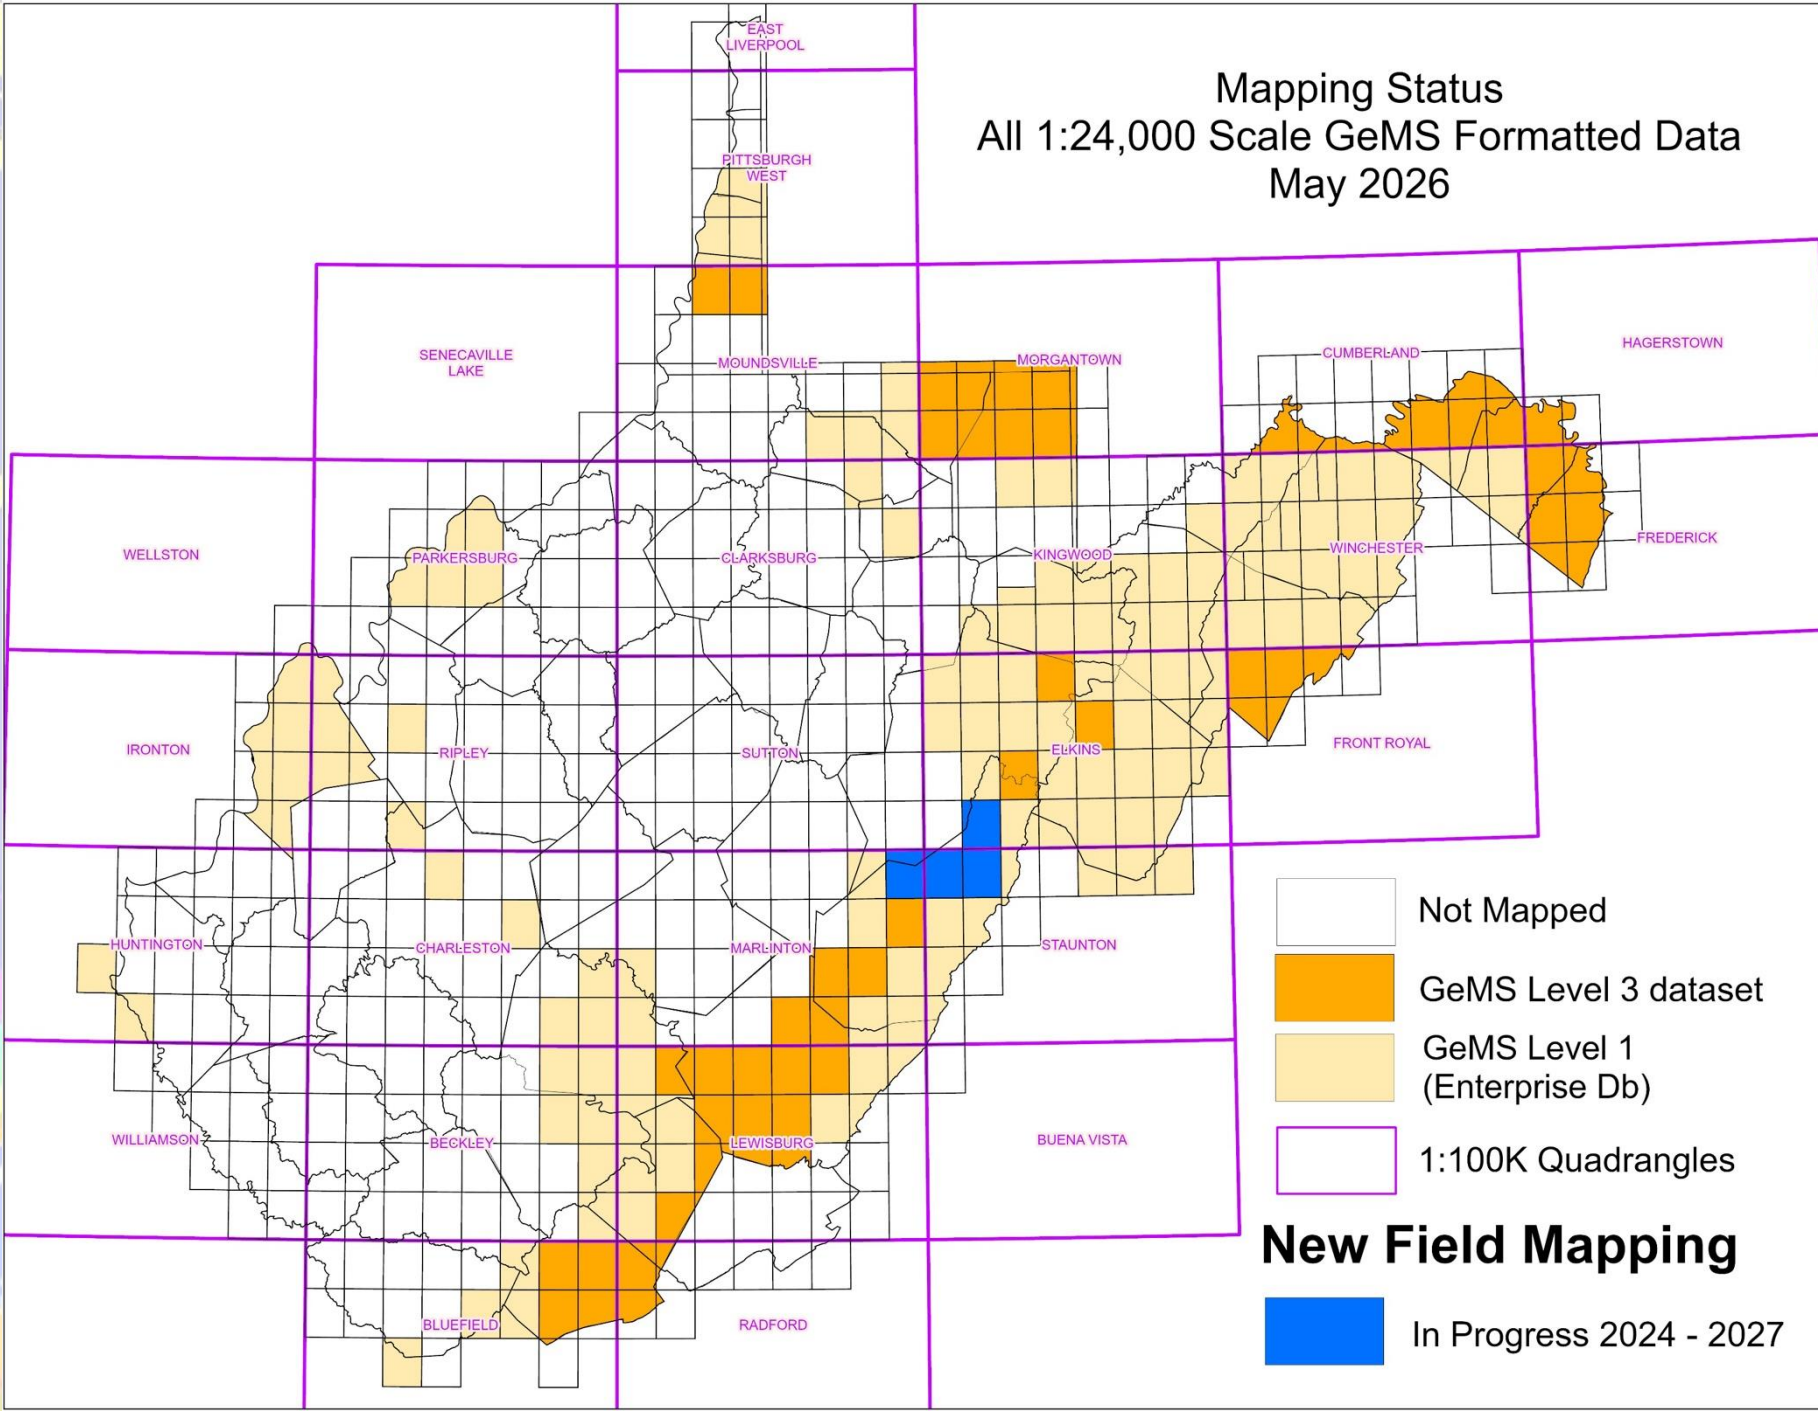 EAST
LIVERPOOL
Mapping Status
All 1:24,000 Scale GeMS Formatted Data
May 2026
PITTSBURGH
WEST
SENECAVILLE
LAKE
MOUNDSVILLE
MORGANTOWN
CUMBERLAND
HAGERSTOWN
WELLSTON
PARKERSBURG
CLARKSBURG
KINGWOOD
WINCHESTER
FREDERICK
IRONTON
RIPLEY
SUTTON
ELKINS
FRONT ROYAL
HUNTINGTON
CHARLESTON
MARLINTON
STAUNTON
WILLIAMSON
BECKLEY
LEWISBURG
BUENA VISTA
BLUEFIELD
RADFORD
Not Mapped
GeMS Level 3 dataset
GeMS Level 1
(Enterprise Db)
1:100K Quadrangles
New Field Mapping
In Progress 2024 - 2027